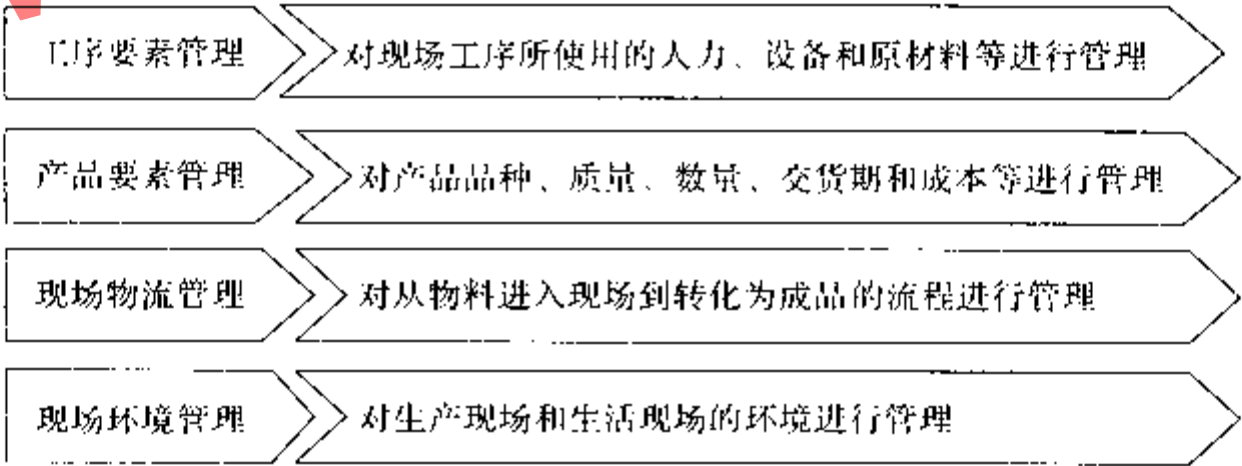 工序要素管理
对现场工序所使用的人力、设备和原材料等进行管理
产品要素管理
对产品品种、质量、数量、交货期和成本等进行管理
现场物流管理
对从物料进入现场到转化为成品的流程进行管理
现场环境管理
对生产现场和生活现场的环境进行管理